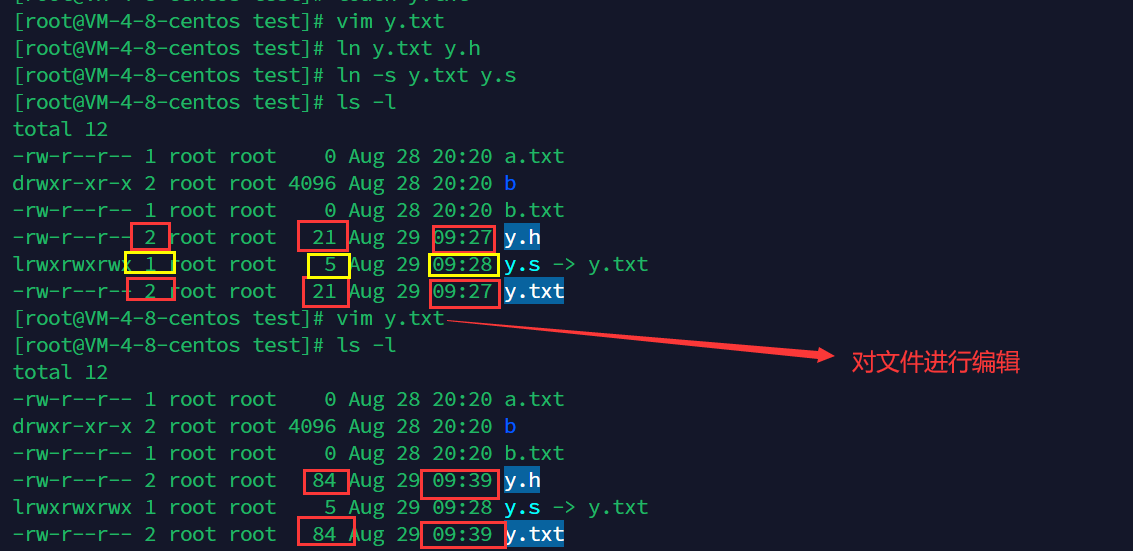 [root@VM-4-8-centos test]# vim y.txt
[root@VM-4-8-centos test]# ln y.txt y.h
[root@VM-4-8-centos test]# ln -s y.txt y.s
[root@VM-4-8-centos test]# ls -l
total 12
-rw-r--r-- 1 root root    0 Aug 28 20:20 a.txt
drwxr-xr-x 2 root root 4096 Aug 28 20:20 b
-rw-r--r-- 1 root root    0 Aug 28 20:20 b.txt
-rw-r--r-- 2 root root   21 Aug 29 09:27 y.h
lrwxrwxrwx 1 root root    5 Aug 29 09:28 y.s -> y.txt
-rw-r--r-- 2 root root   21 Aug 29 09:27 y.txt
[root@VM-4-8-centos test]# vim y.txt
[root@VM-4-8-centos test]# ls -l
对文件进行编辑
total 12
-rw-r--r-- 1 root root    0 Aug 28 20:20 a.txt
drwxr-xr-x 2 root root 4096 Aug 28 20:20 b
-rw-r--r-- 1 root root    0 Aug 28 20:20 b.txt
-rw-r--r-- 2 root root   84 Aug 29 09:39 y.h
lrwxrwxrwx 1 root root    5 Aug 29 09:28 y.s -> y.txt
-rw-r--r-- 2 root root   84 Aug 29 09:39 y.txt